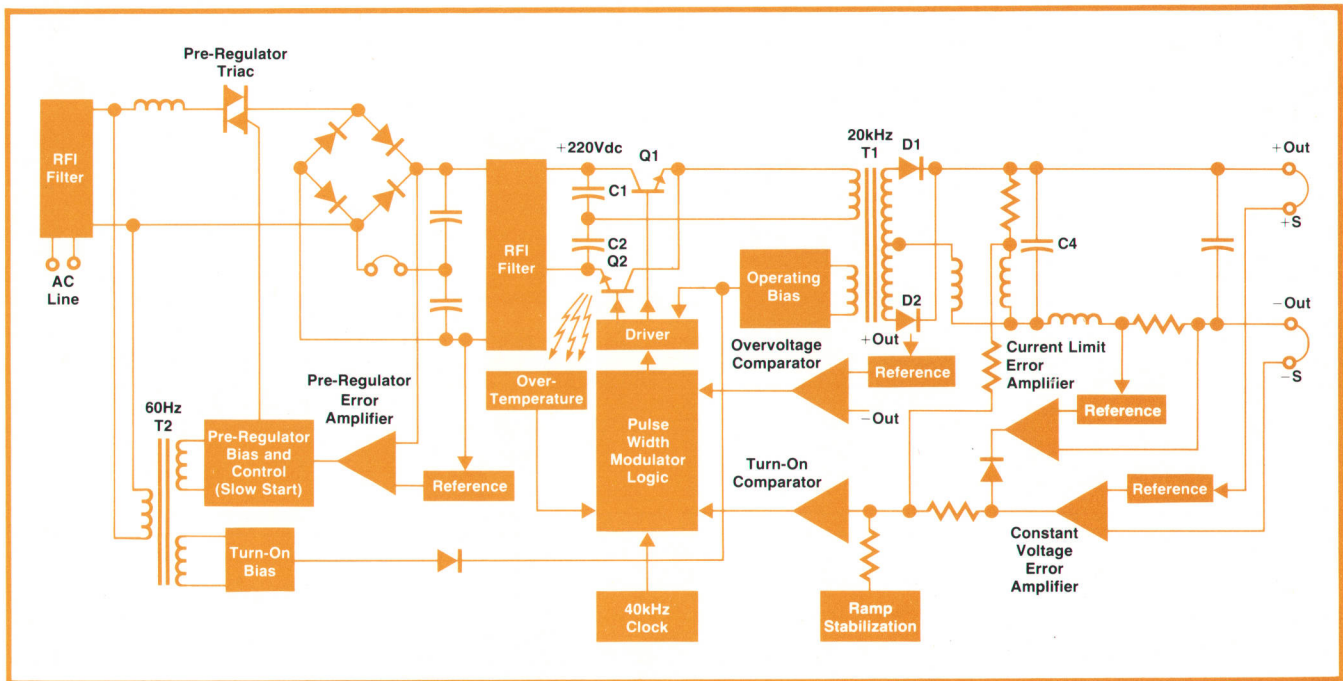 Pre-Regulator
Triac
RFI
Filter
AC
Line
RFI
Filter
+220Vdc
Q1
C1
C2
Q2
20kHz
T1
D1
D2
C4
+Out
+S
−Out
−S
Operating
Bias
Driver
Over-
Temperature
Pulse
Width
Modulator
Logic
Overvoltage
Comparator
+Out
Reference
−Out
Current Limit
Error
Amplifier
Reference
Pre-Regulator
Error
Amplifier
Reference
60Hz
T2
Pre-Regulator
Bias and
Control
(Slow Start)
Turn-On
Bias
Turn-On
Comparator
Reference
Constant
Voltage
Error
Amplifier
40kHz
Clock
Ramp
Stabilization